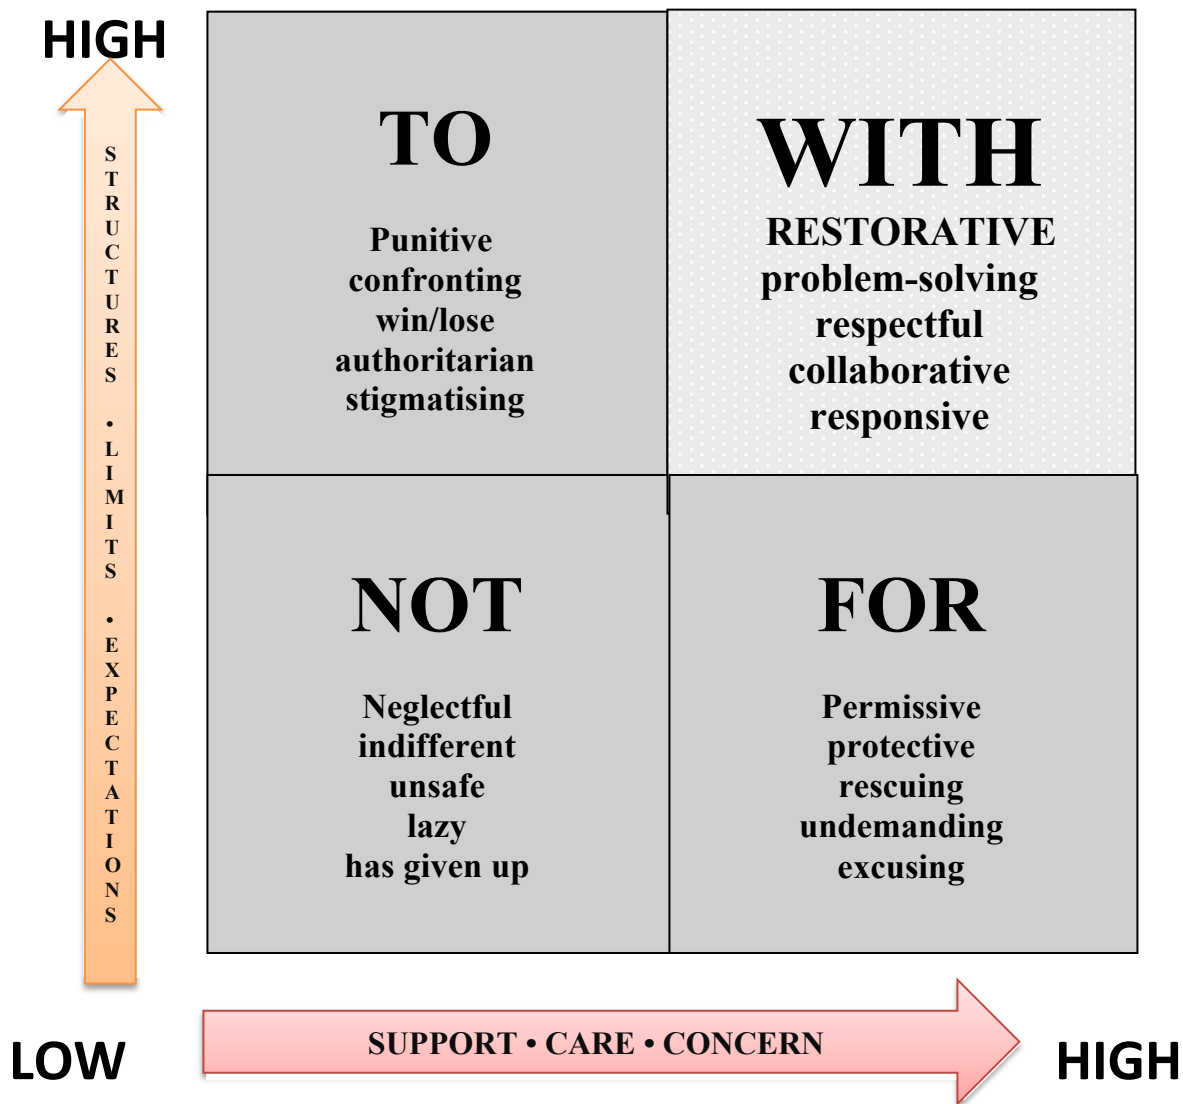 HIGH
STRUCTURES • LIMITS • EXPECTATIONS
TO
Punitive
confronting
win/lose
authoritarian
stigmatising
WITH
RESTORATIVE
problem-solving
respectful
collaborative
responsive
NOT
Neglectful
indifferent
unsafe
lazy
has given up
FOR
Permissive
protective
rescuing
undemanding
excusing
LOW
SUPPORT • CARE • CONCERN
HIGH